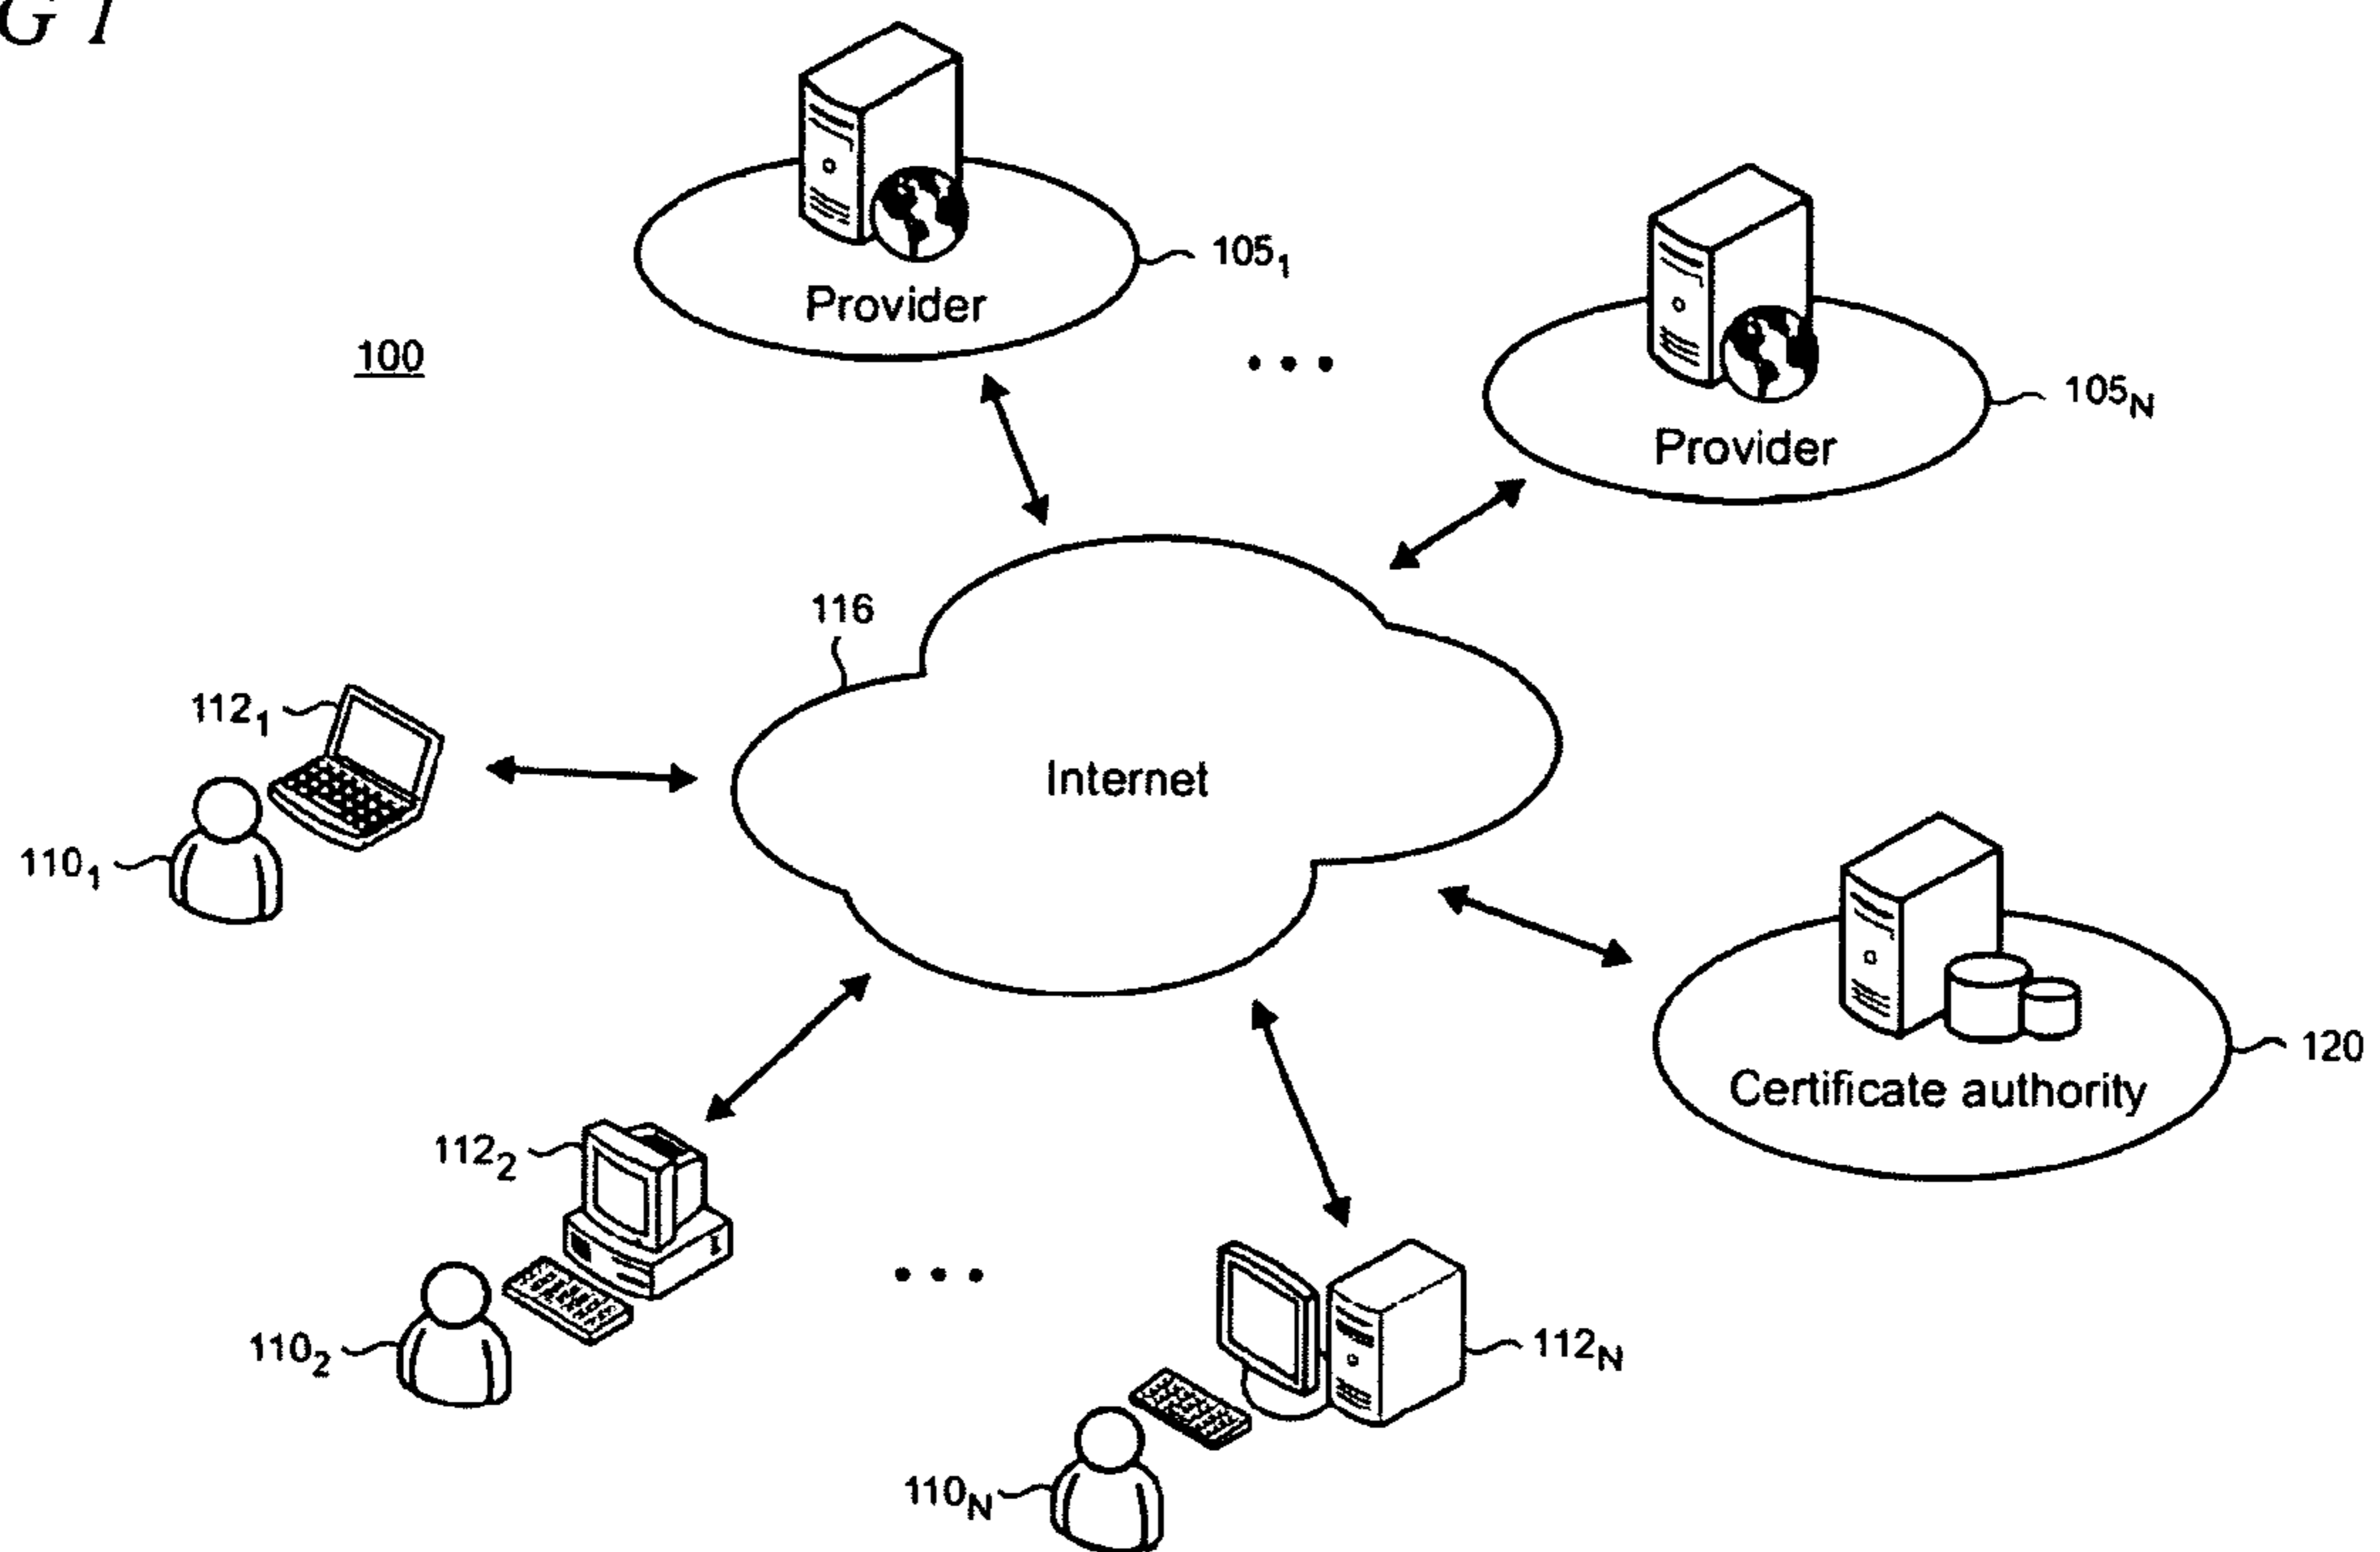 G 1
105₁
Provider
100
105N
Provider
116
112₁
Internet
110₁
120
Certificate authority
112₂
110₂
112N
110N